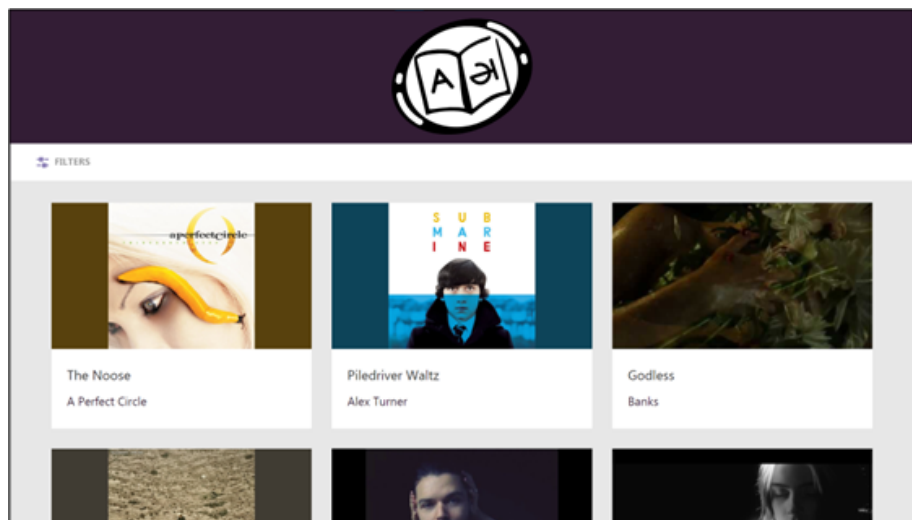 A
FILTERS
aperfectcircle
SUB
MAR
INE
The Noose
A Perfect Circle
Piledriver Waltz
Alex Turner
Godless
Banks